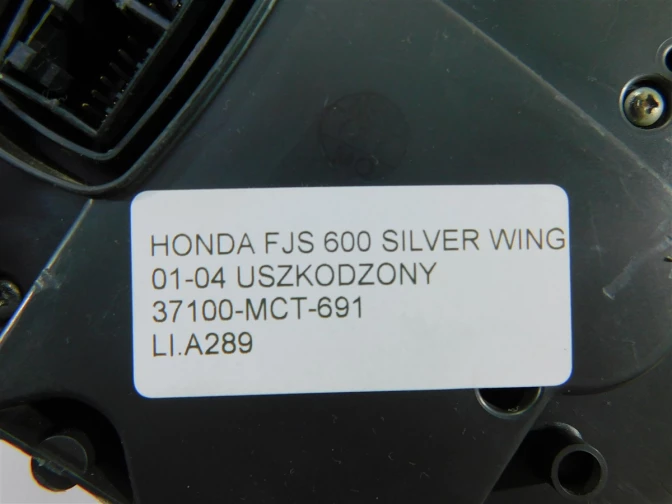 HONDA FJS 600 SILVER WING
01-04 USZKODZONY
37100-MCT-691
LI.A289